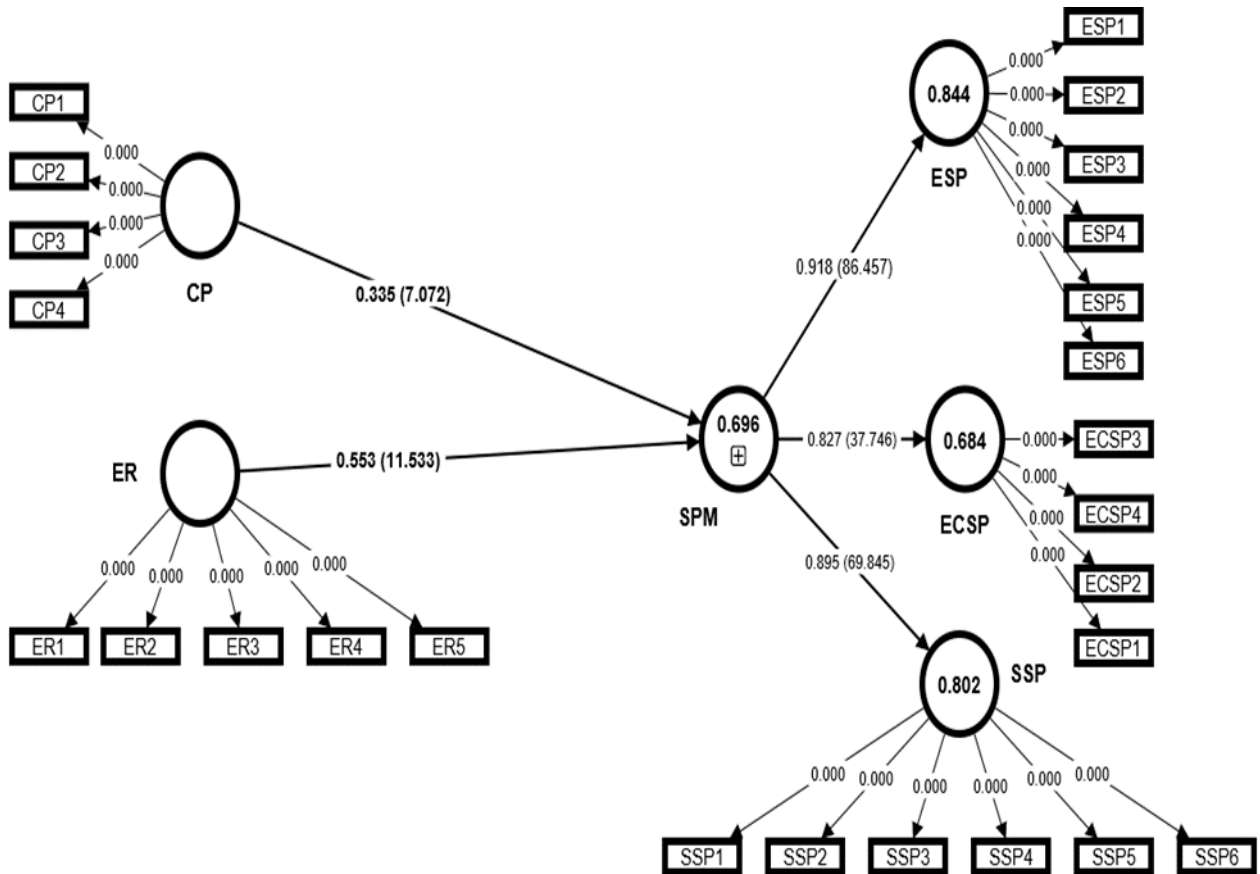 CP1
CP2
CP3
CP4
0.000
0.000
0.000
0.000
CP
0.335 (7.072)
ER
0.553 (11.533)
0.000
0.000
0.000
0.000
0.000
ER1
ER2
ER3
ER4
ER5
0.696
SPM
0.918 (86.457)
0.827 (37.746)
0.895 (69.845)
0.844
ESP
0.000
0.000
0.000
0.000
0.000
0.000
ESP1
ESP2
ESP3
ESP4
ESP5
ESP6
0.684
ECSP
0.000
0.000
0.000
0.000
ECSP3
ECSP4
ECSP2
ECSP1
0.802
SSP
0.000
0.000
0.000
0.000
0.000
0.000
SSP1
SSP2
SSP3
SSP4
SSP5
SSP6